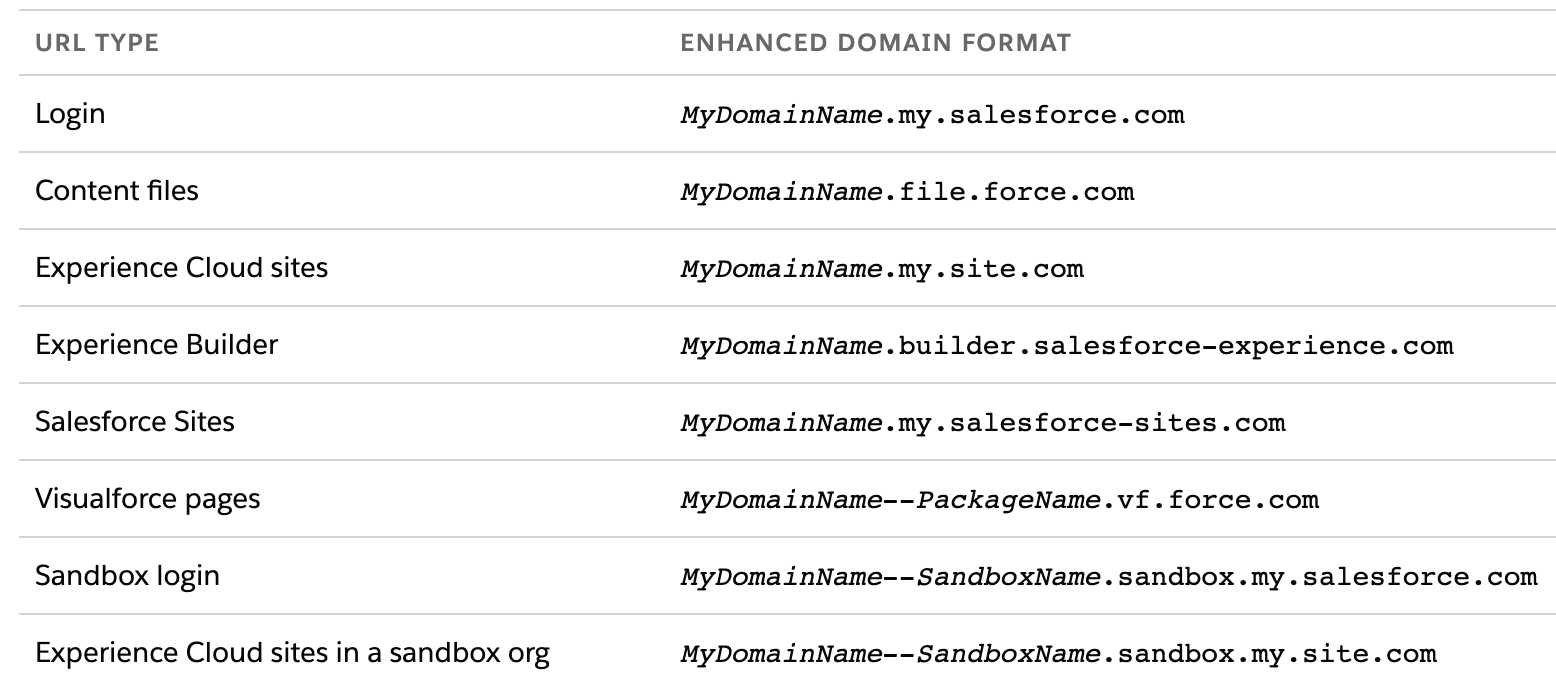 URL TYPE ENHANCED DOMAIN FORMAT
Login MyDomainName.my.salesforce.com
Content files MyDomainName.file.force.com
Experience Cloud sites MyDomainName.my.site.com
Experience Builder MyDomainName.builder.salesforce-experience.com
Salesforce Sites MyDomainName.my.salesforce-sites.com
Visualforce pages MyDomainName--PackageName.vf.force.com
Sandbox login MyDomainName--SandboxName.sandbox.my.salesforce.com
Experience Cloud sites in a sandbox org MyDomainName--SandboxName.sandbox.my.site.com